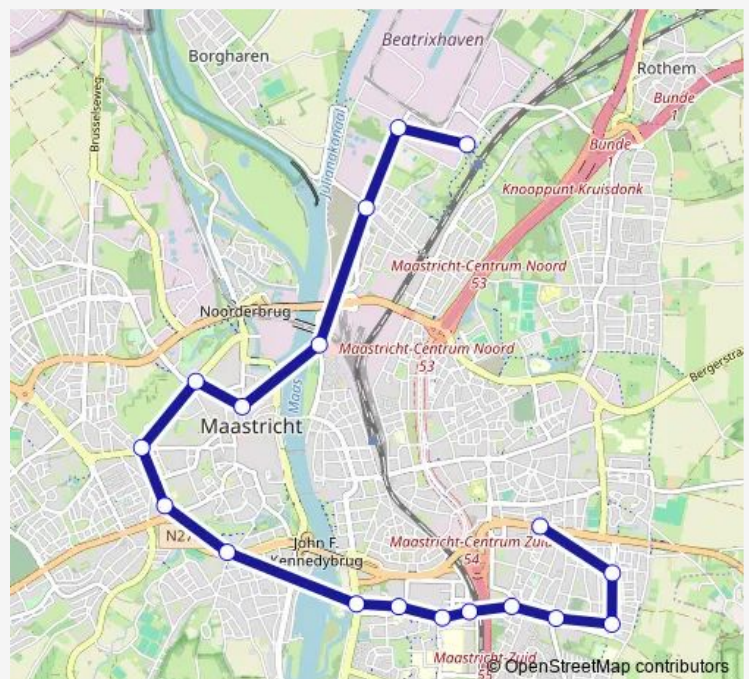 Beatrixhaven
Borgharen
Rothem
Brusselseweg
Bunde
1
Julianakanaal
Bunde
1
Knooppunt Kruisdonk
Maastricht-Centrum Noord
53
Noorderbrug
Maastricht-Centrum Noord
53
Bergerstra
Maas
Maastricht
N27
John F.
Kennedybrug
Maastricht-Centrum Zuid
54
Maastricht-Zuid
55
© OpenStreetMap contributors